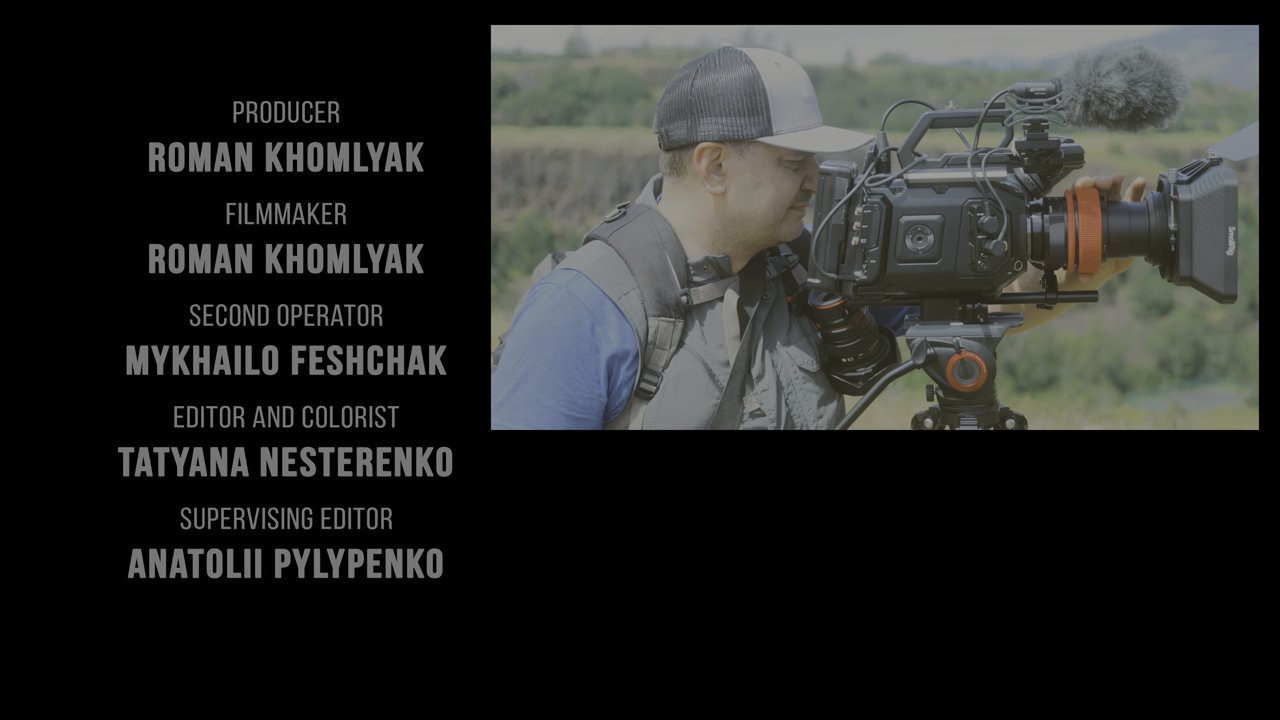 PRODUCER
ROMAN KHOMLYAK
FILMMAKER
ROMAN KHOMLYAK
SECOND OPERATOR
MYKHAILO FESHCHAK
EDITOR AND COLORIST
TATYANA NESTERENKO
SUPERVISING EDITOR
ANATOLII PYLYPENKO